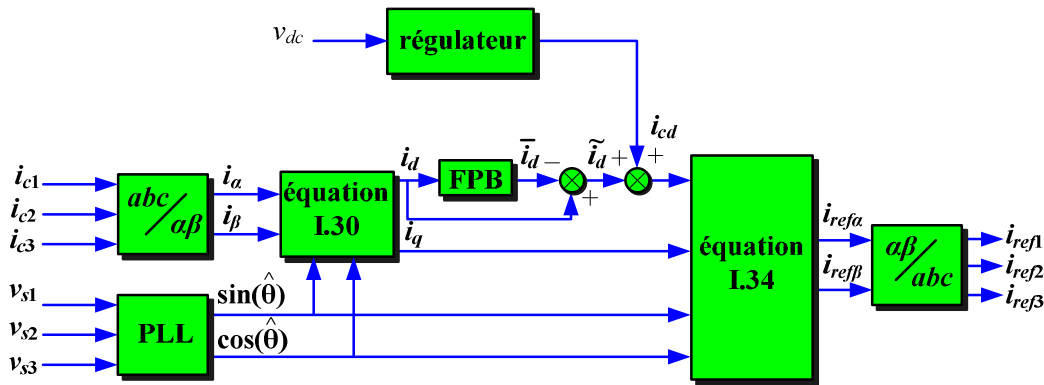 v_dc
régulateur
i_cd
i_c1
i_c2
i_c3
abc/αβ
i_α
i_β
équation
I.30
i_d
FPB
i̅_d
−
+
ĩ_d
+
+
i_q
v_s1
v_s2
v_s3
PLL
sin(θ̂)
cos(θ̂)
équation
I.34
i_refα
i_refβ
αβ/abc
i_ref1
i_ref2
i_ref3